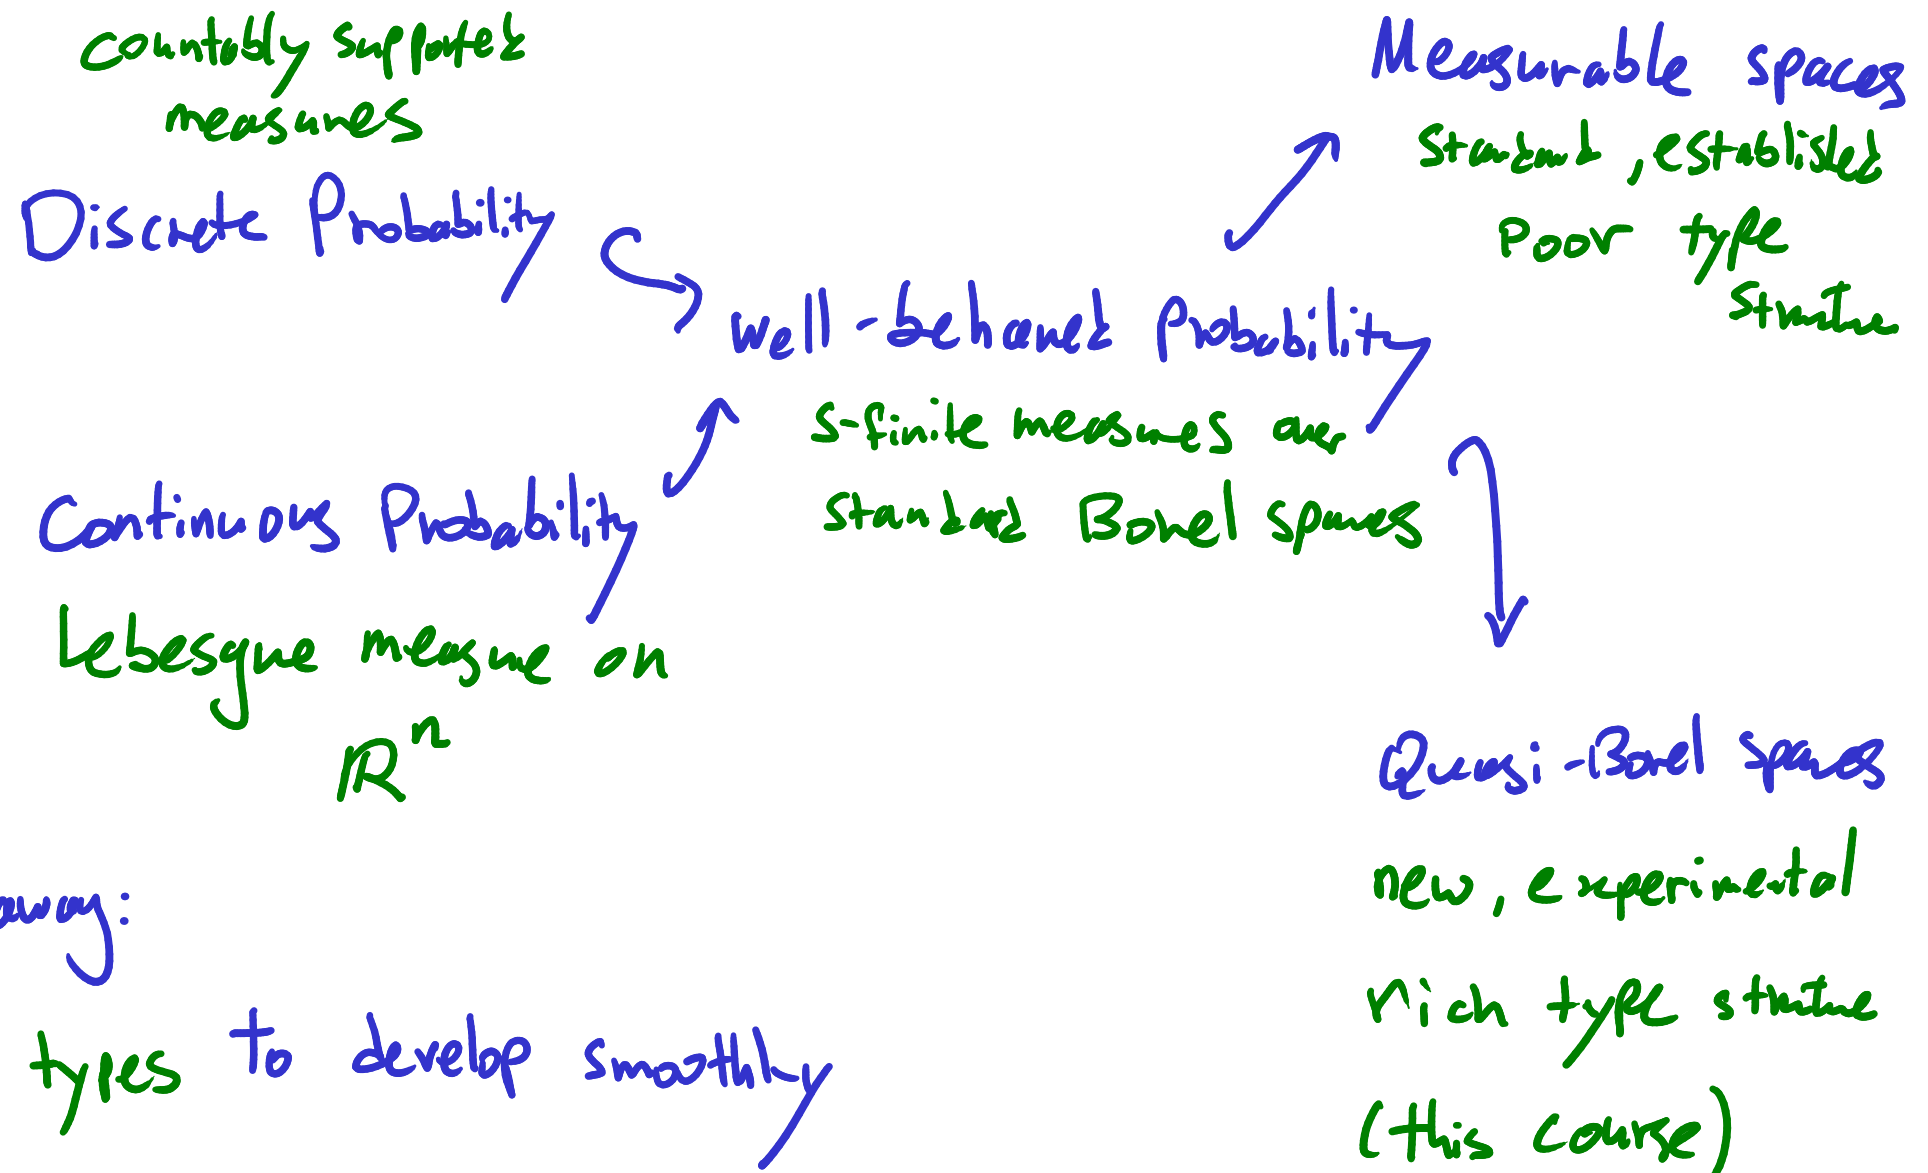 countably supported
measures
Discrete Probability
Measurable spaces
standard, established
poor type
structure
well-behaved probability
s-finite measures over
standard Borel spaces
Continuous Probability
Lebesgue measure on
ℝⁿ
Quasi-Borel spaces
new, experimental
rich type structure
(this course)
away:
types to develop smoothly